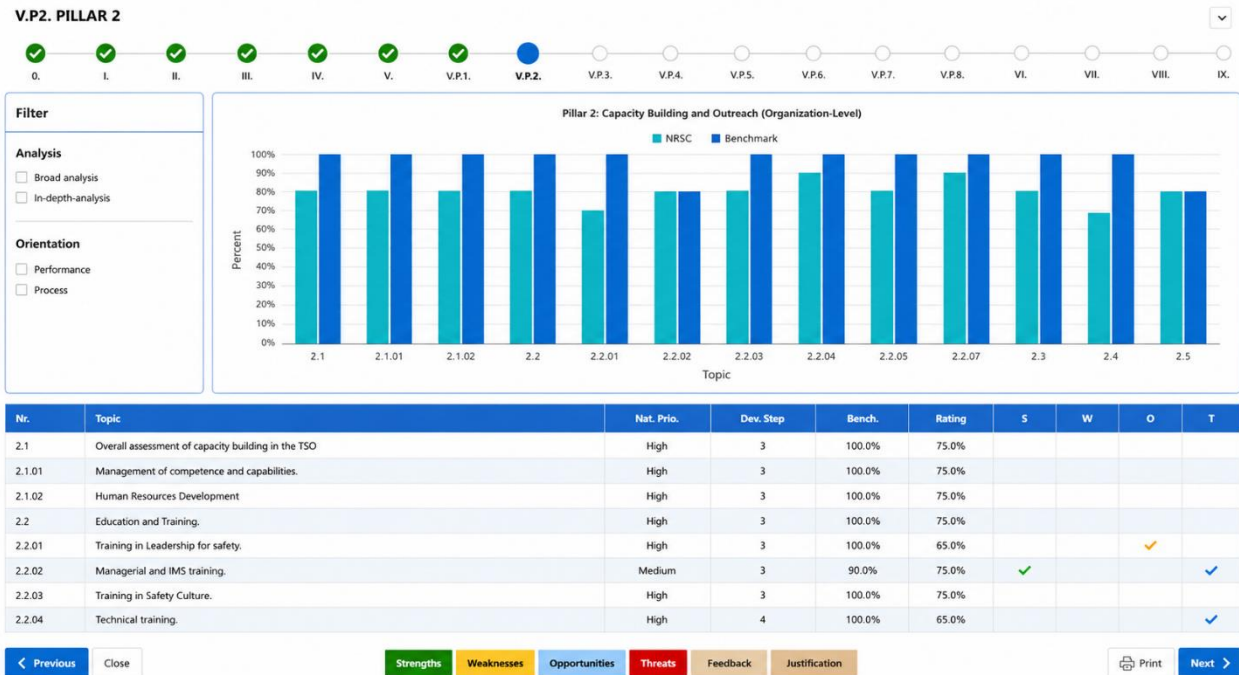 V.P2. PILLAR 2
0. I. II. III. IV. V. V.P.1. V.P.2. V.P.3. V.P.4. V.P.5. V.P.6. V.P.7. V.P.8. VI. VII. VIII. IX.
Filter
Analysis
Broad analysis
In-depth-analysis
Orientation
Performance
Process
Pillar 2: Capacity Building and Outreach (Organization-Level)
NRSC Benchmark
Percent
100%
90%
80%
70%
60%
50%
40%
30%
20%
10%
0%
2.1 2.1.01 2.1.02 2.2 2.2.01 2.2.02 2.2.03 2.2.04 2.2.05 2.2.07 2.3 2.4 2.5
Topic
Nr. Topic Nat. Prio. Dev. Step Bench. Rating S W O T
2.1 Overall assessment of capacity building in the TSO High 3 100.0% 75.0%
2.1.01 Management of competence and capabilities. High 3 100.0% 75.0%
2.1.02 Human Resources Development High 3 100.0% 75.0%
2.2 Education and Training. High 3 100.0% 75.0%
2.2.01 Training in Leadership for safety. High 3 100.0% 65.0%
2.2.02 Managerial and IMS training. Medium 3 90.0% 75.0%
2.2.03 Training in Safety Culture. High 3 100.0% 75.0%
2.2.04 Technical training. High 4 100.0% 65.0%
Previous Close Strengths Weaknesses Opportunities Threats Feedback Justification Print Next